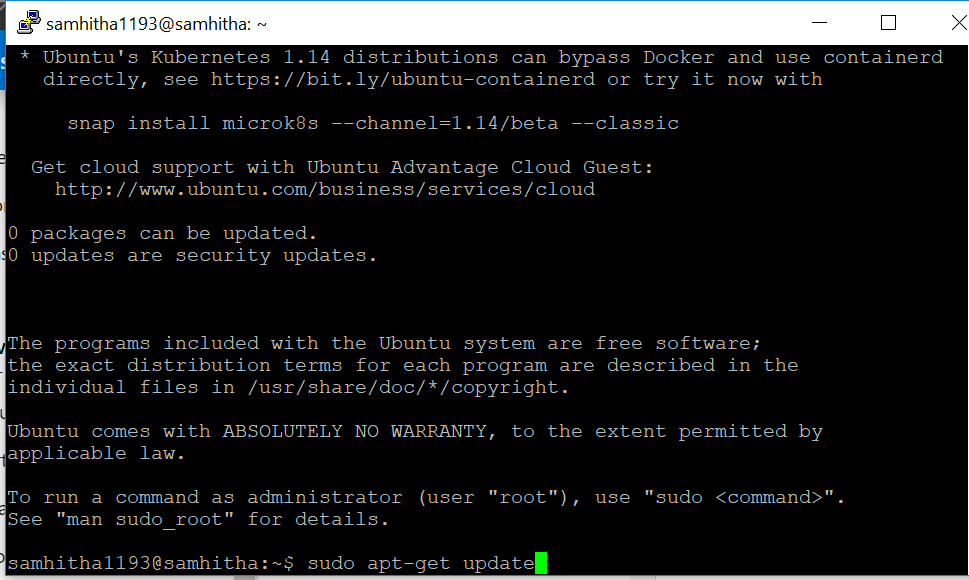 samhitha1193@samhitha: ~
* Ubuntu's Kubernetes 1.14 distributions can bypass Docker and use containerd
directly, see https://bit.ly/ubuntu-containerd or try it now with
snap install microk8s --channel=1.14/beta --classic
Get cloud support with Ubuntu Advantage Cloud Guest:
http://www.ubuntu.com/business/services/cloud
0 packages can be updated.
0 updates are security updates.
The programs included with the Ubuntu system are free software;
the exact distribution terms for each program are described in the
individual files in /usr/share/doc/*/copyright.
Ubuntu comes with ABSOLUTELY NO WARRANTY, to the extent permitted by
applicable law.
To run a command as administrator (user "root"), use "sudo <command>".
See "man sudo_root" for details.
samhitha1193@samhitha:~$ sudo apt-get update